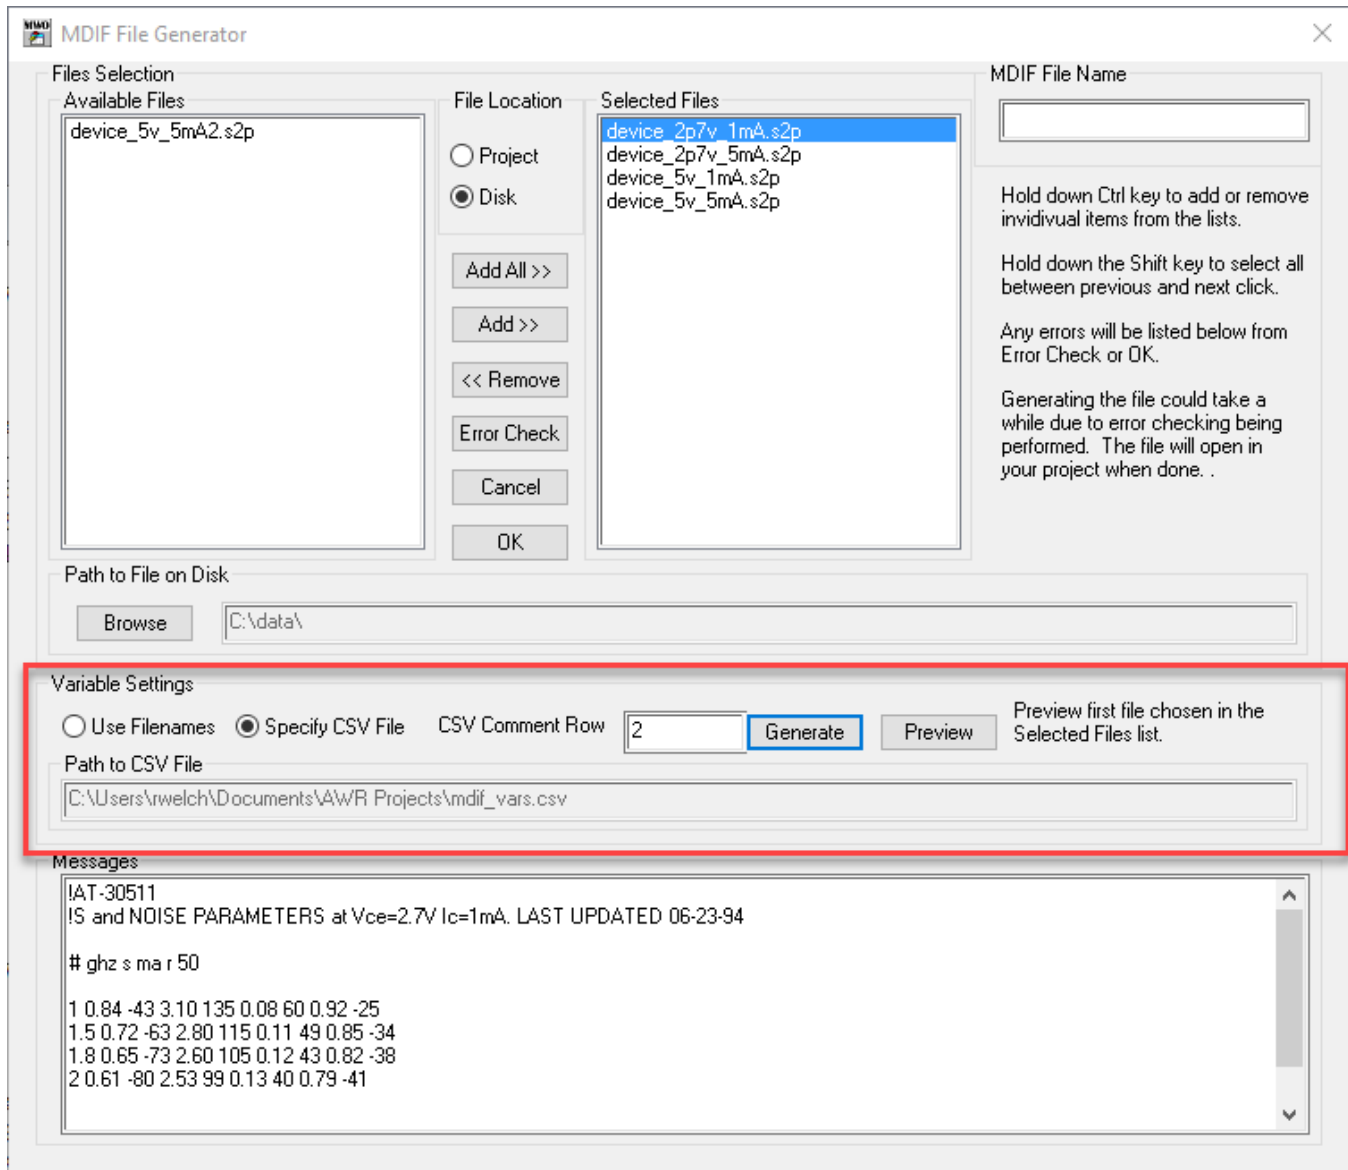 MWO
MDIF File Generator
Files Selection
Available Files
device_5v_5mA2.s2p
File Location
Project
Disk
Add All >>
Add >>
<< Remove
Error Check
Cancel
OK
Selected Files
device_2p7v_1mA.s2p
device_2p7v_5mA.s2p
device_5v_1mA.s2p
device_5v_5mA.s2p
MDIF File Name
Hold down Ctrl key to add or remove
invidivual items from the lists.
Hold down the Shift key to select all
between previous and next click.
Any errors will be listed below from
Error Check or OK.
Generating the file could take a
while due to error checking being
performed.  The file will open in
your project when done. .
Path to File on Disk
Browse
C:\data\
Variable Settings
Use Filenames
Specify CSV File
CSV Comment Row
2
Generate
Preview
Preview first file chosen in the
Selected Files list.
Path to CSV File
C:\Users\rwelch\Documents\AWR Projects\mdif_vars.csv
Messages
!AT-30511
!S and NOISE PARAMETERS at Vce=2.7V Ic=1mA. LAST UPDATED 06-23-94
# ghz s ma r 50
1 0.84 -43 3.10 135 0.08 60 0.92 -25
1.5 0.72 -63 2.80 115 0.11 49 0.85 -34
1.8 0.65 -73 2.60 105 0.12 43 0.82 -38
2 0.61 -80 2.53 99 0.13 40 0.79 -41